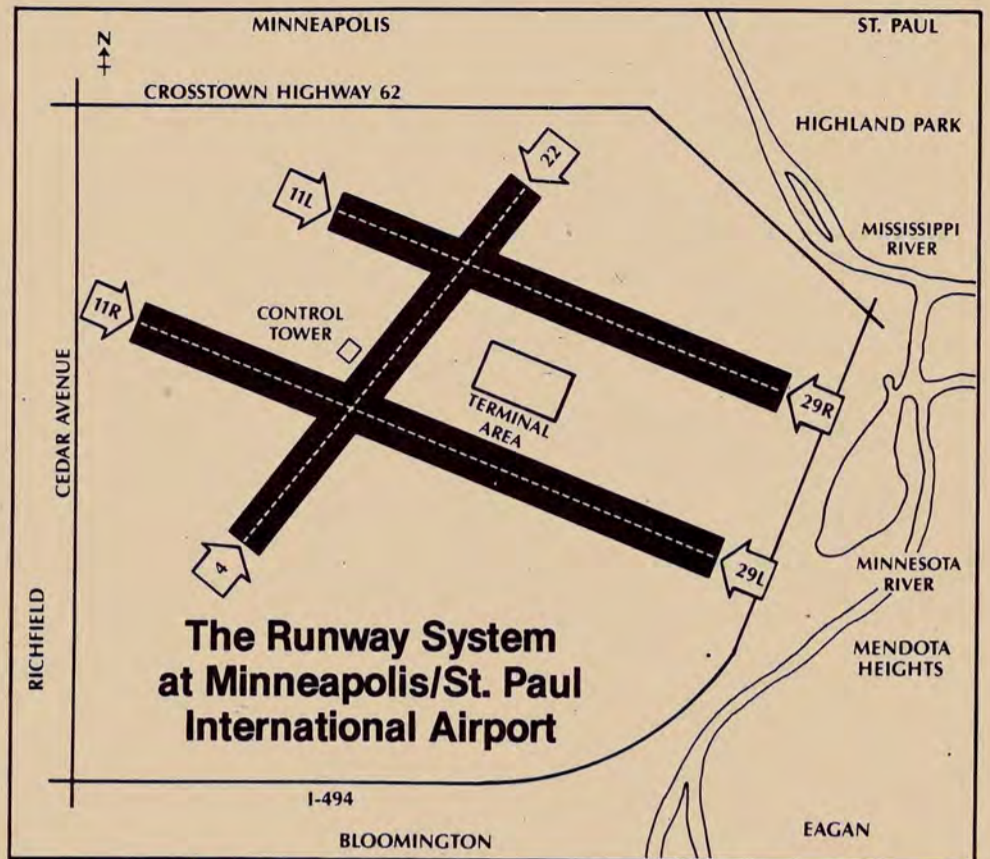 MINNEAPOLIS
ST. PAUL
N
CROSSTOWN HIGHWAY 62
HIGHLAND PARK
22
11L
MISSISSIPPI
RIVER
11R
CONTROL
TOWER
TERMINAL
AREA
29R
CEDAR AVENUE
4
29L
MINNESOTA
RIVER
RICHFIELD
MENDOTA
HEIGHTS
The Runway System
at Minneapolis/St. Paul
International Airport
I-494
BLOOMINGTON
EAGAN